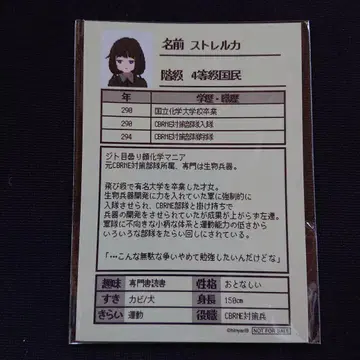 名前 ストレルカ
階級 4等級国民
年 学歴・職歴
290 国立化学大学校卒業
290 CBRNE対策部隊入隊
294 CBRNE対策部隊除隊
ジト目曇り顔化学マニア
元CBRNE対策部隊所属、専門は生物兵器。
飛び級で有名大学を卒業した才女。
生物兵器開発に力を入れていた軍に強制的に
入隊させられ、CBRNE部隊と掛け持ちで
兵器の開発をさせられていたが成果が上がらず左遷。
軍隊に不向きな小柄な体系と運動能力の低さから
いろいろな部隊をたらい回しにされている。
「…こんな無駄な争いやめて勉強したいんだけどな」
趣味 専門書読書 性格 おとなしい
すき カビ/犬 身長 150cm
きらい 運動 役職 CBRNE対策兵
NOT FOR SALE